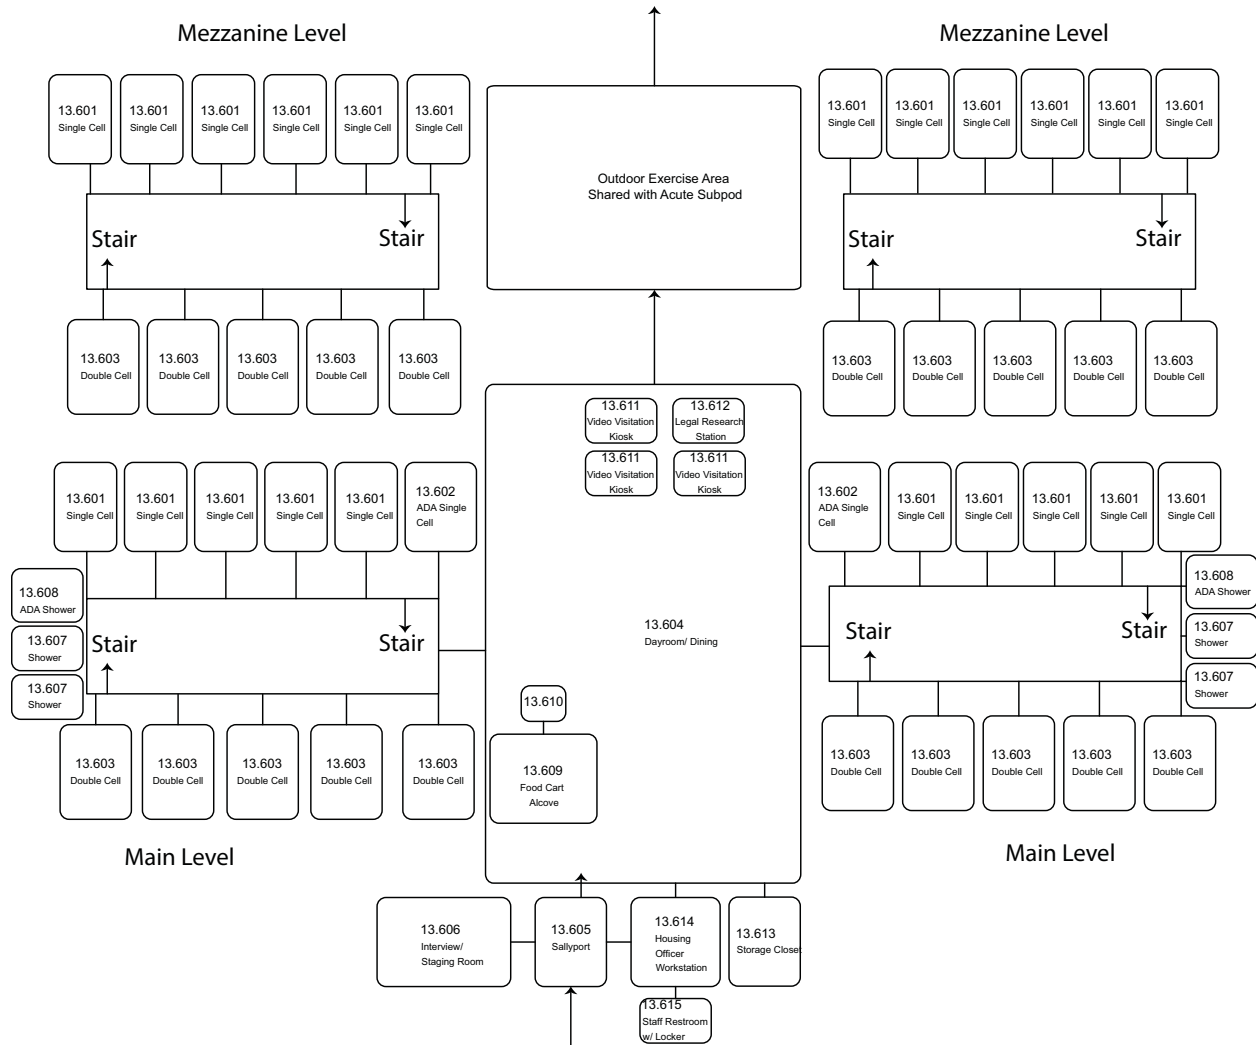 Mezzanine Level
Mezzanine Level
13.601
Single Cell
13.601
Single Cell
13.601
Single Cell
13.601
Single Cell
13.601
Single Cell
13.601
Single Cell
13.601
Single Cell
13.601
Single Cell
13.601
Single Cell
13.601
Single Cell
13.601
Single Cell
13.601
Single Cell
Outdoor Exercise Area
Shared with Acute Subpod
Stair
Stair
Stair
Stair
13.603
Double Cell
13.603
Double Cell
13.603
Double Cell
13.603
Double Cell
13.603
Double Cell
13.603
Double Cell
13.603
Double Cell
13.603
Double Cell
13.603
Double Cell
13.603
Double Cell
13.611
Video Visitation
Kiosk
13.612
Legal Research
Station
13.611
Video Visitation
Kiosk
13.611
Video Visitation
Kiosk
13.601
Single Cell
13.601
Single Cell
13.601
Single Cell
13.601
Single Cell
13.601
Single Cell
13.602
ADA Single
Cell
13.602
ADA Single
Cell
13.601
Single Cell
13.601
Single Cell
13.601
Single Cell
13.601
Single Cell
13.601
Single Cell
13.608
ADA Shower
13.607
Shower
13.607
Shower
Stair
Stair
13.604
Dayroom/ Dining
Stair
Stair
13.608
ADA Shower
13.607
Shower
13.607
Shower
13.610
13.609
Food Cart
Alcove
13.603
Double Cell
13.603
Double Cell
13.603
Double Cell
13.603
Double Cell
13.603
Double Cell
13.603
Double Cell
13.603
Double Cell
13.603
Double Cell
13.603
Double Cell
13.603
Double Cell
Main Level
Main Level
13.606
Interview/
Staging Room
13.605
Sallyport
13.614
Housing
Officer
Workstation
13.613
Storage Closet
13.615
Staff Restroom
w/ Locker